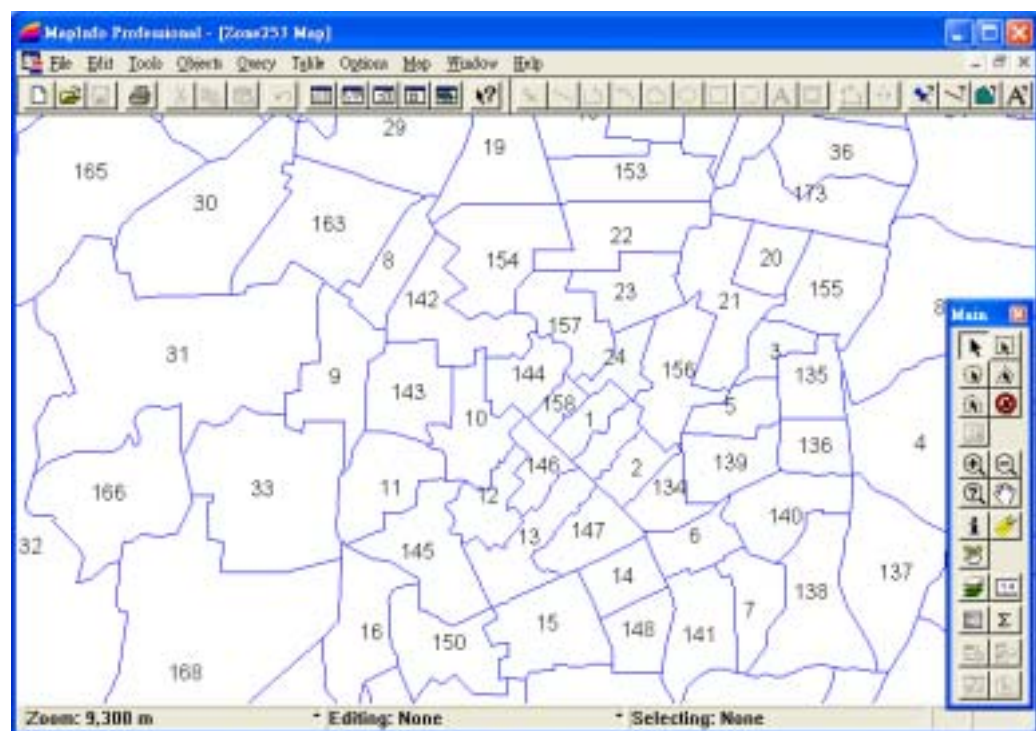 MapInfo Professional - [Zone253 Map]
File Edit Tools Objects Query Table Options Map Window Help
29 19 153 36
165 30 163 173
8 154 22 20
142 23 21 155
157
31 9 143 144 24 156 3 135
158 1 5
10 136 4
166 33 11 12 146 2 134 139
32 145 13 147 6 140
14 137
16 150 15 148 141 7 138
168
Main
Zoom: 9,300 m Editing: None Selecting: None